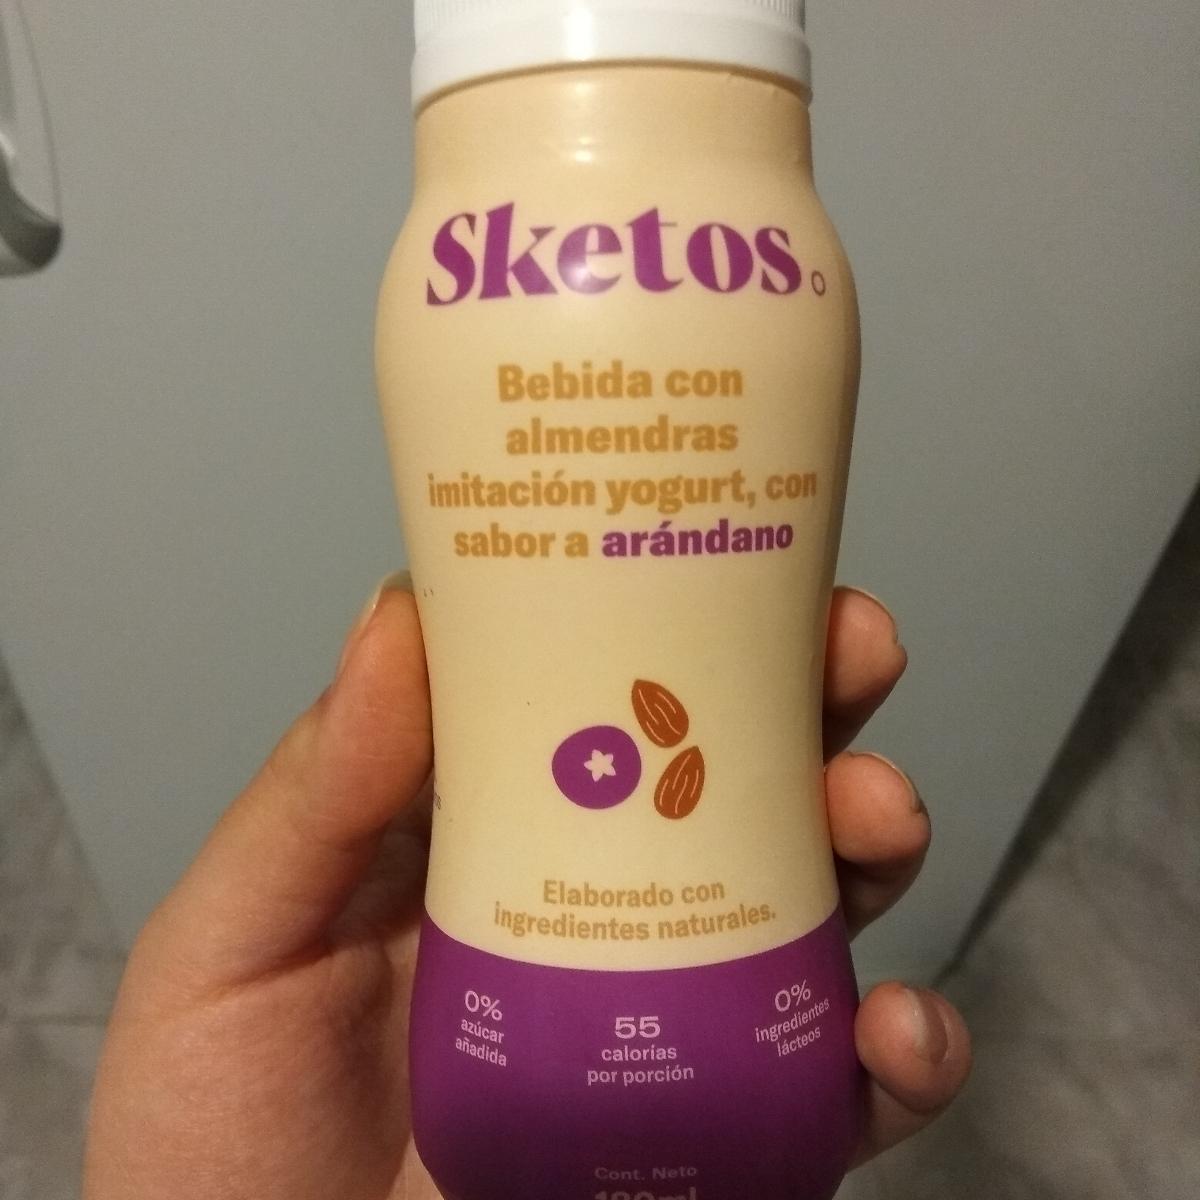 Sketos
Bebida con
almendras
imitación yogurt, con
sabor a arándano
Elaborado con
ingredientes naturales.
0%
azúcar
añadida
55
calorías
por porción
0%
ingredientes
lácteos
Cont. Neto